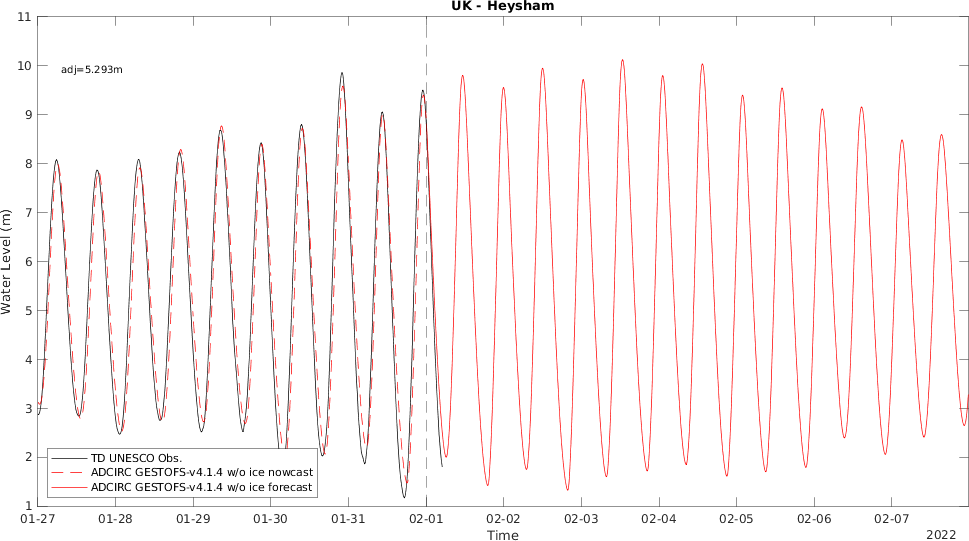 UK - Heysham
11
10
9
8
7
6
5
4
3
2
1
Water Level (m)
adj=5.293m
TD UNESCO Obs.
ADCIRC GESTOFS-v4.1.4 w/o ice nowcast
ADCIRC GESTOFS-v4.1.4 w/o ice forecast
01-27 01-28 01-29 01-30 01-31 02-01 02-02 02-03 02-04 02-05 02-06 02-07
Time
2022